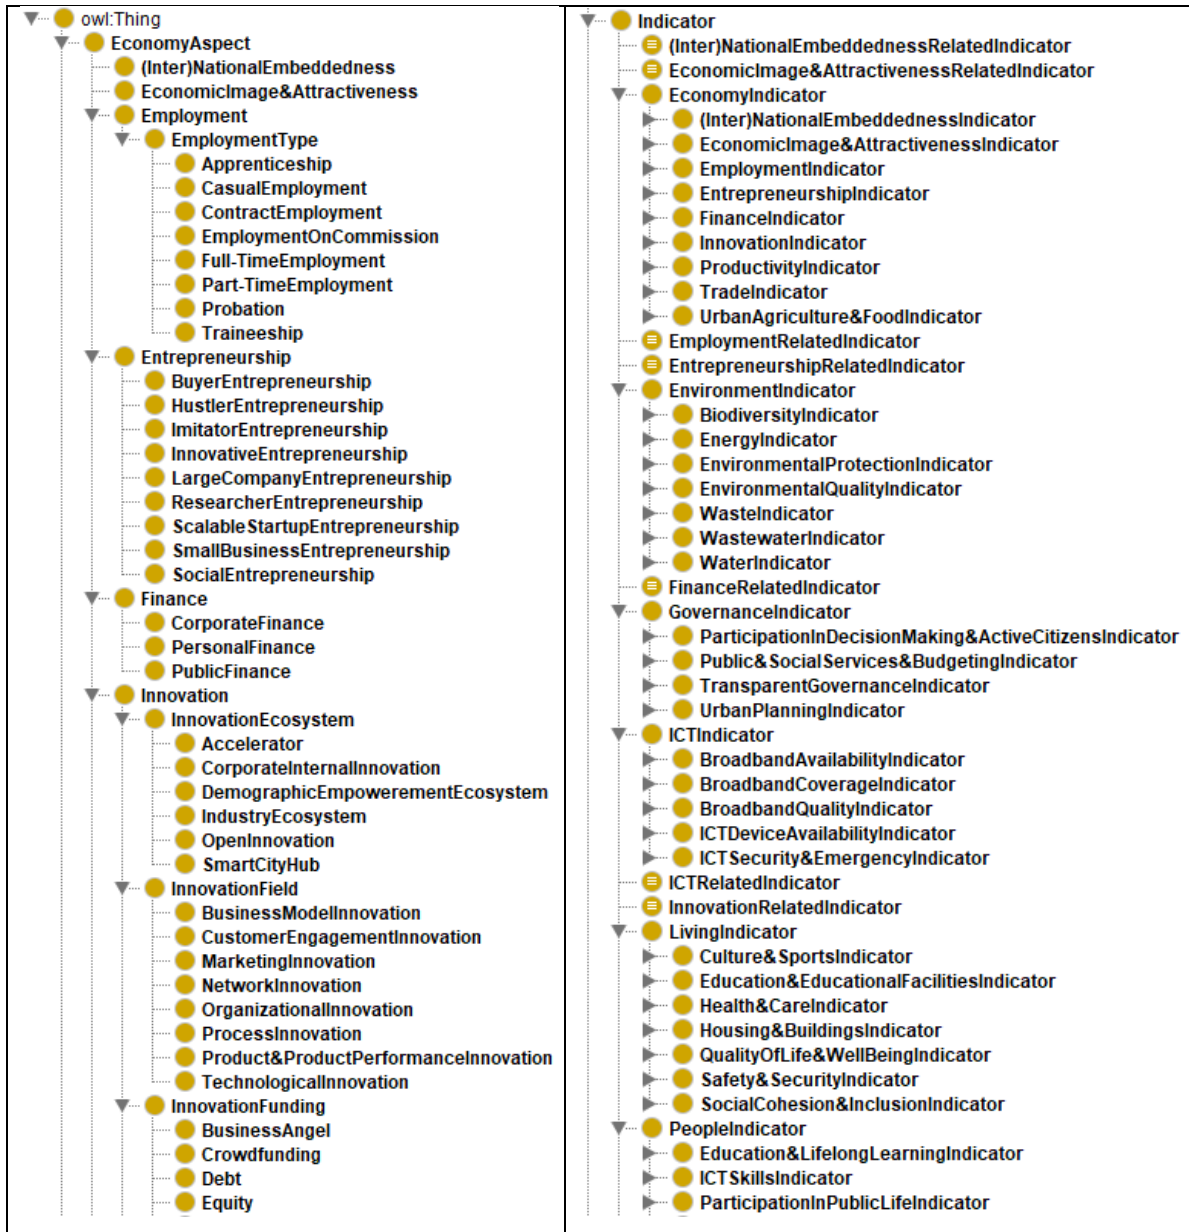 owl:Thing
EconomyAspect
(Inter)NationalEmbeddedness
EconomicImage&Attractiveness
Employment
EmploymentType
Apprenticeship
CasualEmployment
ContractEmployment
EmploymentOnCommission
Full-TimeEmployment
Part-TimeEmployment
Probation
Traineeship
Entrepreneurship
BuyerEntrepreneurship
HustlerEntrepreneurship
ImitatorEntrepreneurship
InnovativeEntrepreneurship
LargeCompanyEntrepreneurship
ResearcherEntrepreneurship
ScalableStartupEntrepreneurship
SmallBusinessEntrepreneurship
SocialEntrepreneurship
Finance
CorporateFinance
PersonalFinance
PublicFinance
Innovation
InnovationEcosystem
Accelerator
CorporateInternalInnovation
DemographicEmpowerementEcosystem
IndustryEcosystem
OpenInnovation
SmartCityHub
InnovationField
BusinessModelInnovation
CustomerEngagementInnovation
MarketingInnovation
NetworkInnovation
OrganizationalInnovation
ProcessInnovation
Product&ProductPerformanceInnovation
TechnologicalInnovation
InnovationFunding
BusinessAngel
Crowdfunding
Debt
Equity
Indicator
(Inter)NationalEmbeddednessRelatedIndicator
EconomicImage&AttractivenessRelatedIndicator
EconomyIndicator
(Inter)NationalEmbeddednessIndicator
EconomicImage&AttractivenessIndicator
EmploymentIndicator
EntrepreneurshipIndicator
FinanceIndicator
InnovationIndicator
ProductivityIndicator
TradeIndicator
UrbanAgriculture&FoodIndicator
EmploymentRelatedIndicator
EntrepreneurshipRelatedIndicator
EnvironmentIndicator
BiodiversityIndicator
EnergyIndicator
EnvironmentalProtectionIndicator
EnvironmentalQualityIndicator
WasteIndicator
WastewaterIndicator
WaterIndicator
FinanceRelatedIndicator
GovernanceIndicator
ParticipationInDecisionMaking&ActiveCitizensIndicator
Public&SocialServices&BudgetingIndicator
TransparentGovernanceIndicator
UrbanPlanningIndicator
ICTIndicator
BroadbandAvailabilityIndicator
BroadbandCoverageIndicator
BroadbandQualityIndicator
ICTDeviceAvailabilityIndicator
ICTSecurity&EmergencyIndicator
ICTRelatedIndicator
InnovationRelatedIndicator
LivingIndicator
Culture&SportsIndicator
Education&EducationalFacilitiesIndicator
Health&CareIndicator
Housing&BuildingsIndicator
QualityOfLife&WellBeingIndicator
Safety&SecurityIndicator
SocialCohesion&InclusionIndicator
PeopleIndicator
Education&LifelongLearningIndicator
ICTSkillsIndicator
ParticipationInPublicLifeIndicator